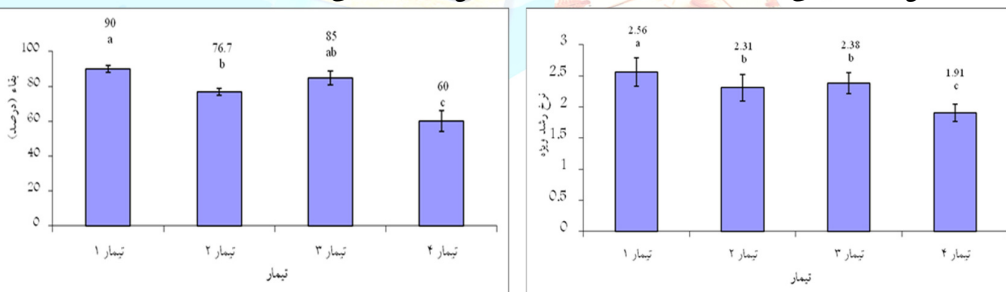 90
a
76.7
b
85
ab
60
c
100
80
60
40
20
0
بقاء (درصد)
تیمار ۱
تیمار ۲
تیمار ۳
تیمار ۴
تیمار
2.56
a
2.31
b
2.38
b
1.91
c
3
2.5
2
1.5
1
0.5
0
نرخ رشد ویژه
تیمار ۱
تیمار ۲
تیمار ۳
تیمار ۴
تیمار